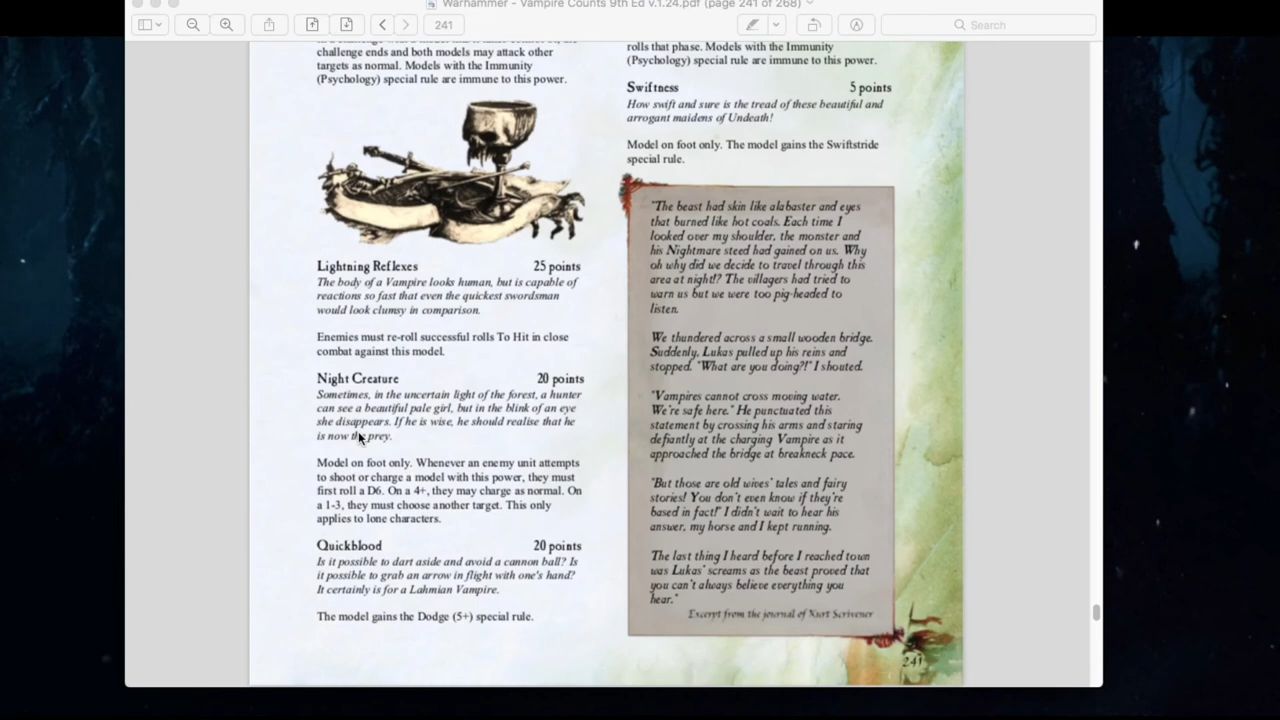 Warhammer - Vampire Counts 9th Ed v.1.24.pdf (page 241 of 268)
241
Search
challenge ends and both models may attack other
targets as normal. Models with the Immunity
(Psychology) special rule are immune to this power.
Lightning Reflexes 25 points
The body of a Vampire looks human, but is capable of
reactions so fast that even the quickest swordsman
would look clumsy in comparison.
Enemies must re-roll successful rolls To Hit in close
combat against this model.
Night Creature 20 points
Sometimes, in the uncertain light of the forest, a hunter
can see a beautiful pale girl, but in the blink of an eye
she disappears. If he is wise, he should realise that he
is now the prey.
Model on foot only. Whenever an enemy unit attempts
to shoot or charge a model with this power, they must
first roll a D6. On a 4+, they may charge as normal. On
a 1-3, they must choose another target. This only
applies to lone characters.
Quickblood 20 points
Is it possible to dart aside and avoid a cannon ball? Is
it possible to grab an arrow in flight with one's hand?
It certainly is for a Lahmian Vampire.
The model gains the Dodge (5+) special rule.
rolls that phase. Models with the Immunity
(Psychology) special rule are immune to this power.
Swiftness 5 points
How swift and sure is the tread of these beautiful and
arrogant maidens of Undeath!
Model on foot only. The model gains the Swiftstride
special rule.
"The beast had skin like alabaster and eyes
that burned like hot coals. Each time I
looked over my shoulder, the monster and
his Nightmare steed had gained on us. Why
oh why did we decide to travel through this
area at night!? The villagers had tried to
warn us but we were too pig-headed to
listen.
We thundered across a small wooden bridge.
Suddenly, Lukas pulled up his reins and
stopped. "What are you doing?!" I shouted.
"Vampires cannot cross moving water.
We're safe here." He punctuated this
statement by crossing his arms and staring
defiantly at the charging Vampire as it
approached the bridge at breakneck pace.
"But those are old wives' tales and fairy
stories! You don't even know if they're
based in fact!" I didn't wait to hear his
answer, my horse and I kept running.
The last thing I heard before I reached town
was Lukas' screams as the beast proved that
you can't always believe everything you
hear."
Excerpt from the journal of Kurt Scrivener
241